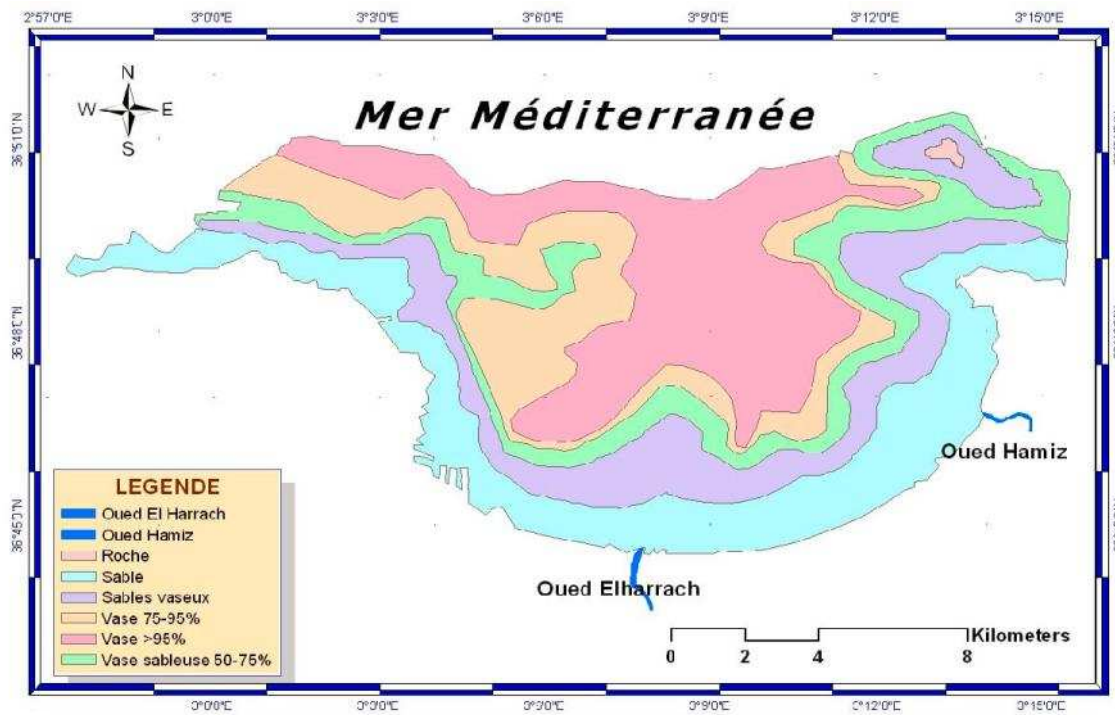 2°57'0"E 3°0'0"E 3°3'0"E 3°6'0"E 3°9'0"E 3°12'0"E 3°15'0"E
N
W E
S
Mer Méditerranée
36°51'0"N
36°48'0"N
36°45'0"N
Oued Hamiz
Oued Elharrach
LEGENDE
Oued El Harrach
Oued Hamiz
Roche
Sable
Sables vaseux
Vase 75-95%
Vase >95%
Vase sableuse 50-75%
Kilometers
0 2 4 8
3°0'0"E 3°3'0"E 3°6'0"E 3°9'0"E 3°12'0"E 3°15'0"E